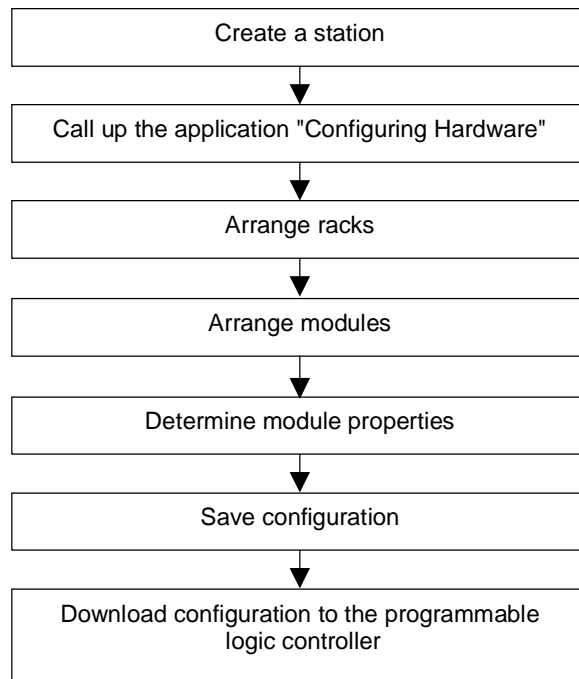 Create a station
Call up the application "Configuring Hardware"
Arrange racks
Arrange modules
Determine module properties
Save configuration
Download configuration to the programmable
logic controller